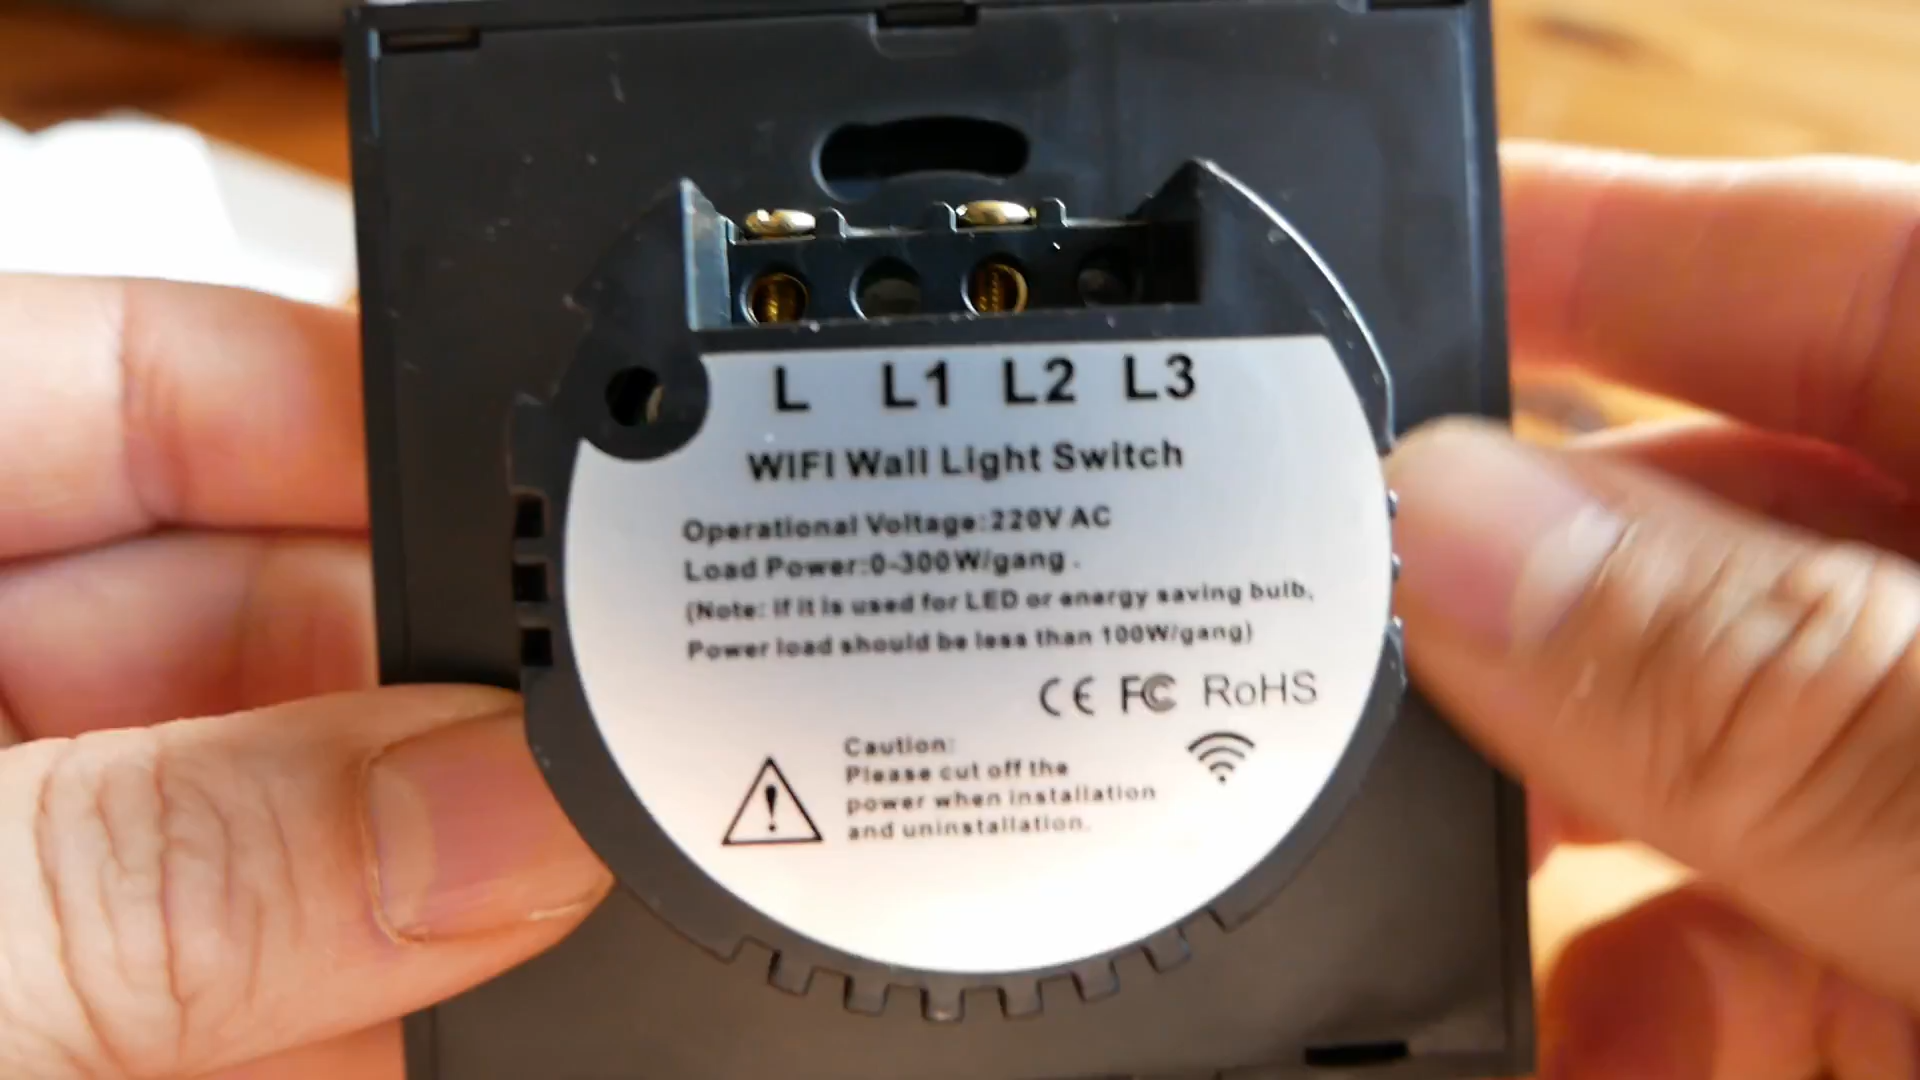 L L1 L2 L3
WIFI Wall Light Switch
Operational Voltage:220V AC
Load Power:0-300W/gang .
(Note: if it is used for LED or energy saving bulb,
Power load should be less than 100W/gang)
CE FC RoHS
Caution:
Please cut off the
power when installation
and uninstallation.